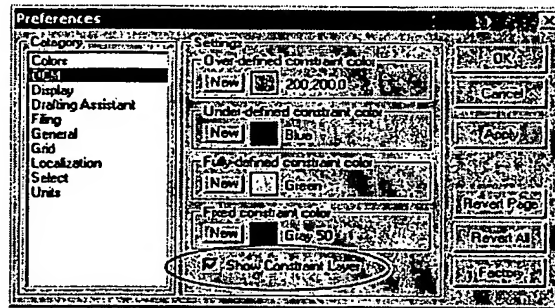 Preferences
Category
Colors
DCM
Display
Drafting Assistant
Filing
General
Grid
Localization
Select
Units
Settings
Over-defined constraint color
New 200,200,0
Under-defined constraint color
New Blue
Fully-defined constraint color
New Green
Fixed constraint color
New Gray, 50
Show Constraint Layer
OK
Cancel
Apply
Revert Page
Revert All
Factory